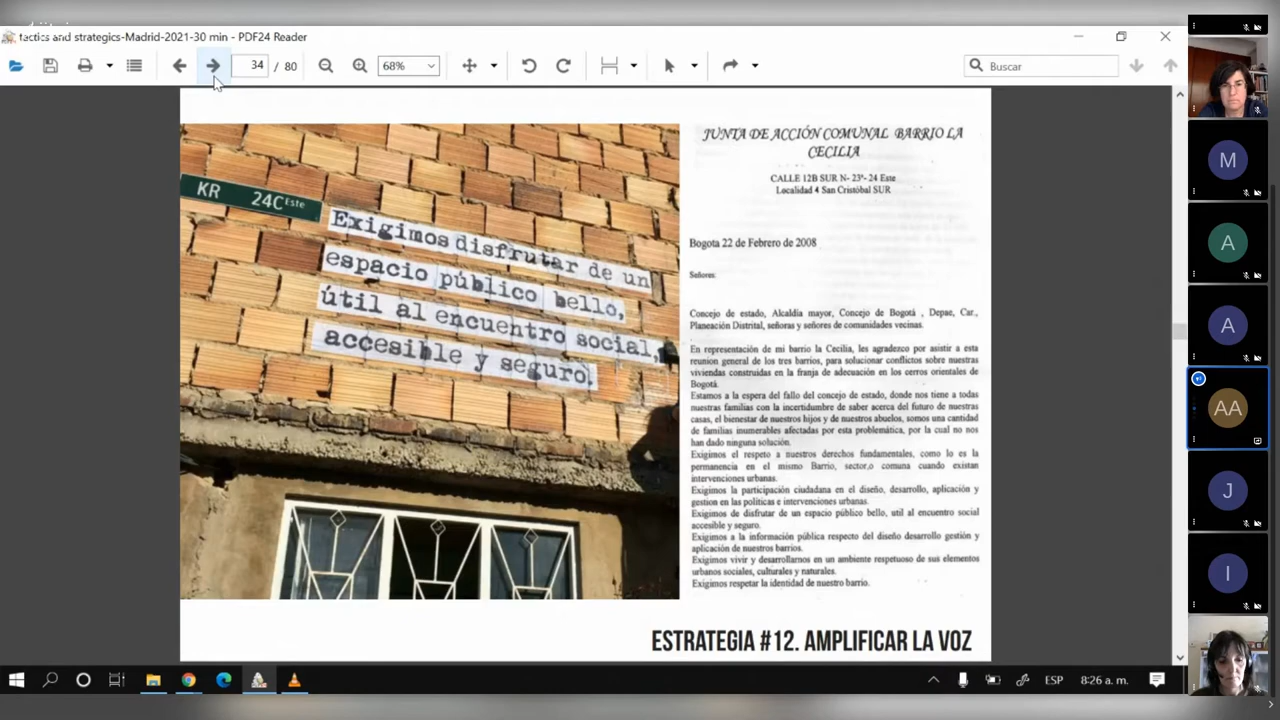 tactics and strategics-Madrid-2021-30 min - PDF24 Reader
34 / 80
68%
Buscar
KR 24C Este
Exigimos disfrutar de un
espacio público bello,
útil al encuentro social,
accesible y seguro.
JUNTA DE ACCIÓN COMUNAL BARRIO LA
CECILIA
CALLE 12B SUR N- 23ª- 24 Este
Localidad 4 San Cristóbal SUR
Bogota 22 de Febrero de 2008
Señores:
Concejo de estado, Alcaldía mayor, Concejo de Bogotá , Depae, Car.,
Planeación Distrital, señoras y señores de comunidades vecinas.
En representación de mi barrio la Cecilia, les agradezco por asistir a esta
reunion general de los tres barrios, para solucionar conflictos sobre nuestras
viviendas construidas en la franja de adecuación en los cerros orientales de
Bogotá.
Estamos a la espera del fallo del concejo de estado, donde nos tiene a todas
nuestras familias con la incertidumbre de saber acerca del futuro de nuestras
casas, el bienestar de nuestros hijos y de nuestros abuelos, somos una cantidad
de familias inumerables afectadas por esta problemática, por la cual no nos
han dado ninguna solución.
Exigimos el respeto a nuestros derechos fundamentales, como lo es la
permanencia en el mismo Barrio, sector,o comuna cuando existan
intervenciones urbanas.
Exigimos la participación ciudadana en el diseño, desarrollo, aplicación y
gestion en las políticas e intervenciones urbanas.
Exigimos de disfrutar de un espacio público bello, util al encuentro social
accesible y seguro.
Exigimos a la información pública respecto del diseño desarrollo gestión y
aplicación de nuestros barrios.
Exigimos vivir y desarrollarnos en un ambiente respetuoso de sus elementos
urbanos sociales, culturales y naturales.
Exigimos respetar la identidad de nuestro barrio.
ESTRATEGIA #12. AMPLIFICAR LA VOZ
M
A
A
AA
J
I
ESP
8:26 a. m.